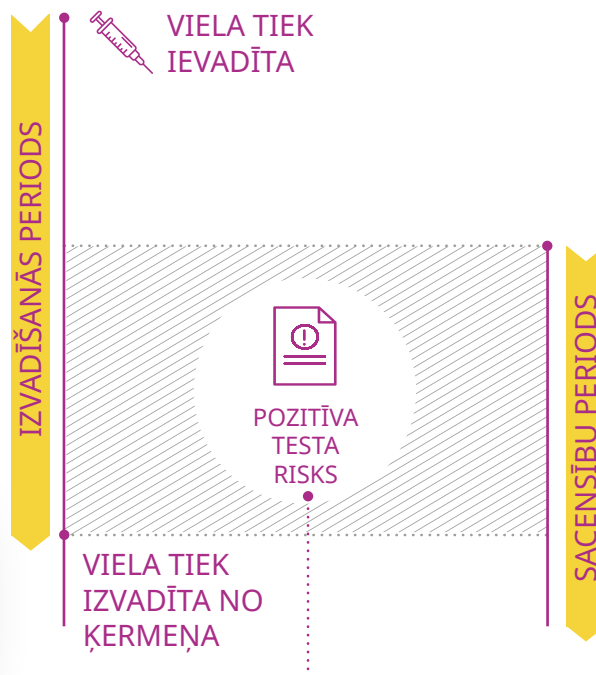 VIELA TIEK
IEVADĪTA
IZVADĪŠANĀS PERIODS
POZITĪVA
TESTA
RISKS
SACENSĪBU PERIODS
VIELA TIEK
IZVADĪTA NO
ĶERMEŅA